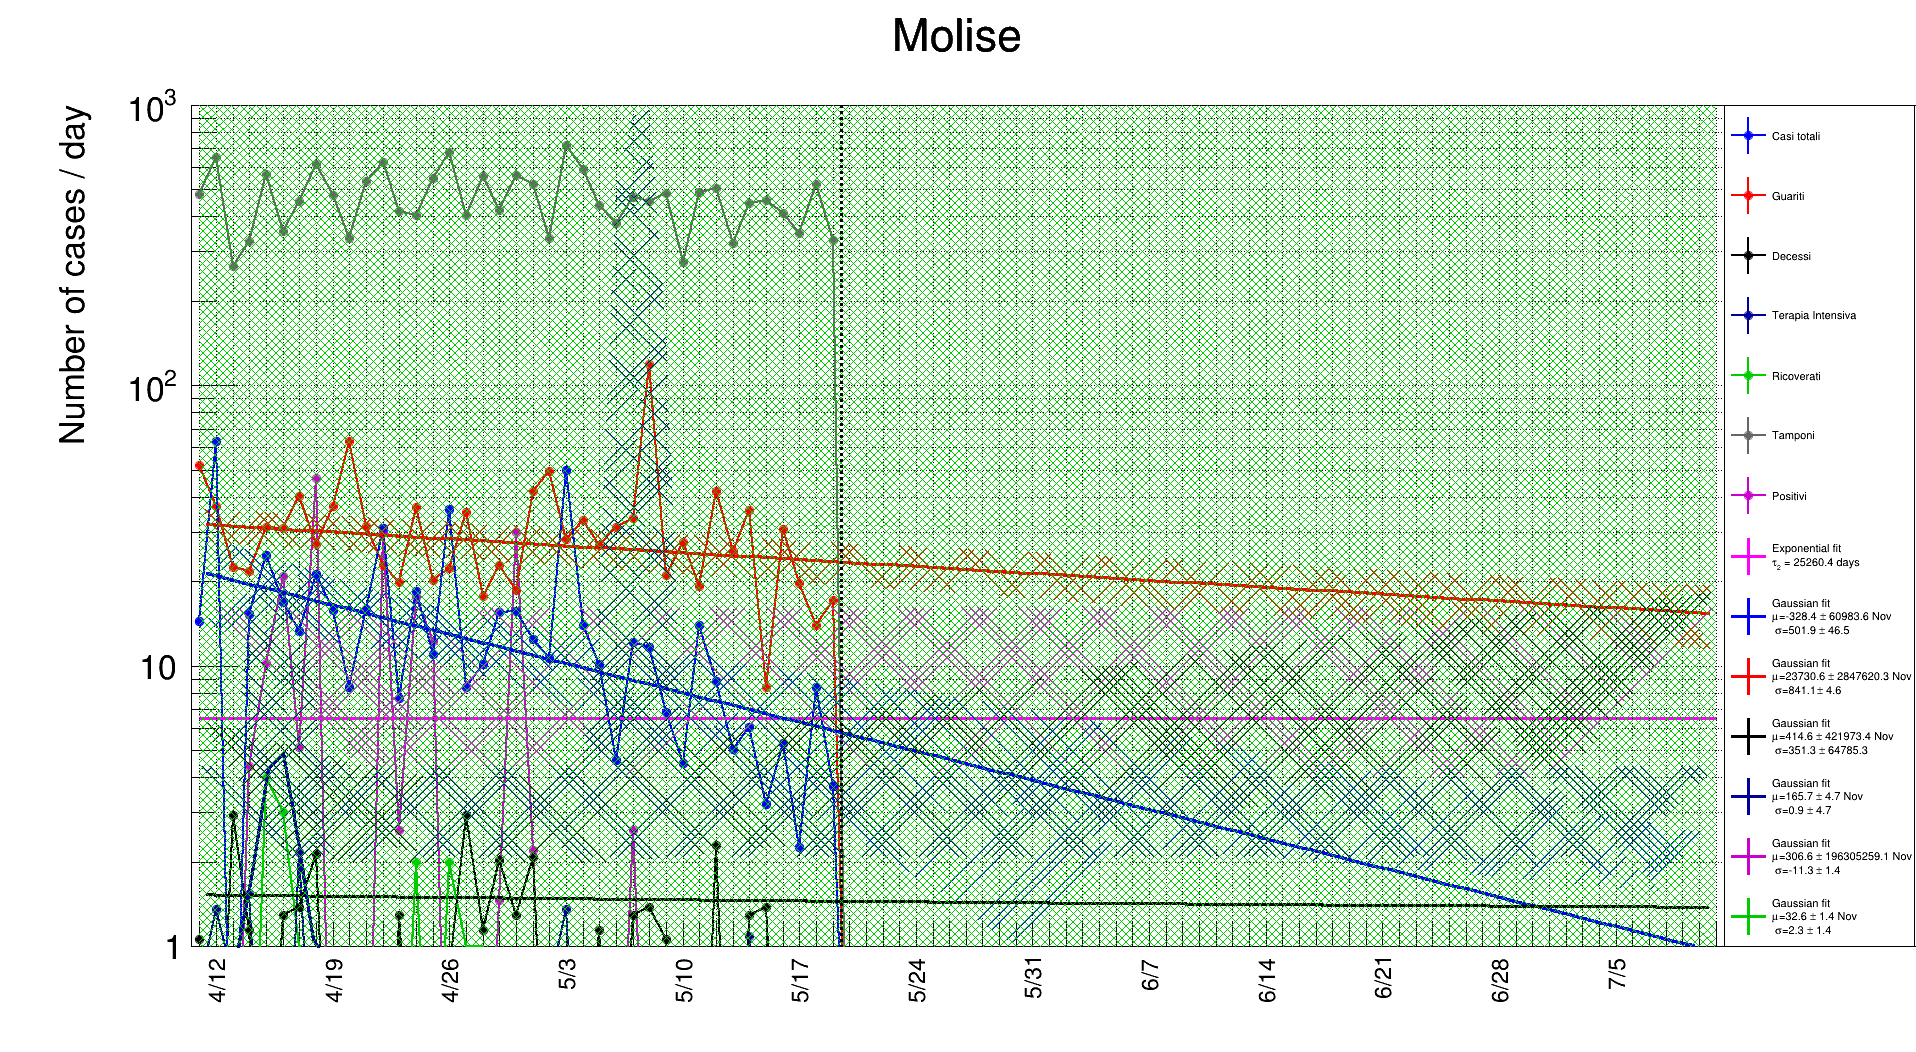 Molise
Number of cases / day
10³
10²
10
1
4/12
4/19
4/26
5/3
5/10
5/17
5/24
5/31
6/7
6/14
6/21
6/28
7/5
Casi totali
Guariti
Decessi
Terapia Intensiva
Ricoverati
Tamponi
Positivi
Exponential fit
τ₂ = 25260.4 days
Gaussian fit
μ=-328.4 ± 60983.6 Nov
σ=501.9 ± 46.5
Gaussian fit
μ=23730.6 ± 2847620.3 Nov
σ=841.1 ± 4.6
Gaussian fit
μ=414.6 ± 421973.4 Nov
σ=351.3 ± 64785.3
Gaussian fit
μ=165.7 ± 4.7 Nov
σ=0.9 ± 4.7
Gaussian fit
μ=306.6 ± 196305259.1 Nov
σ=-11.3 ± 1.4
Gaussian fit
μ=32.6 ± 1.4 Nov
σ=2.3 ± 1.4